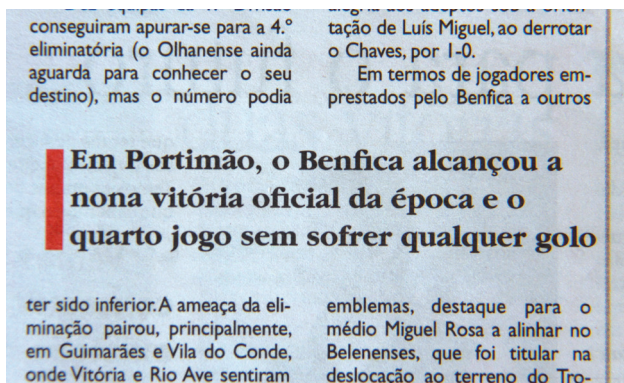 conseguiram apurar-se para a 4.º
eliminatória (o Olhanense ainda
aguarda para conhecer o seu
destino), mas o número podia
tação de Luís Miguel, ao derrotar
o Chaves, por 1-0.
Em termos de jogadores em-
prestados pelo Benfica a outros
Em Portimão, o Benfica alcançou a
nona vitória oficial da época e o
quarto jogo sem sofrer qualquer golo
ter sido inferior. A ameaça da eli-
minação pairou, principalmente,
em Guimarães e Vila do Conde,
onde Vitória e Rio Ave sentiram
emblemas, destaque para o
médio Miguel Rosa a alinhar no
Belenenses, que foi titular na
deslocação ao terreno do Tro-